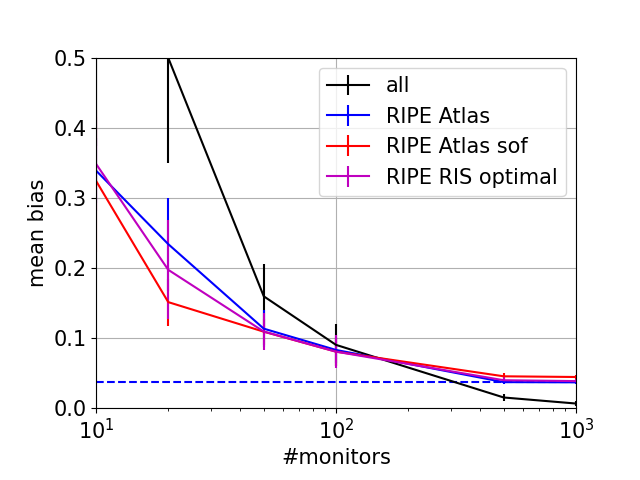 0.5
0.4
0.3
0.2
0.1
0.0
mean bias
all
RIPE Atlas
RIPE Atlas sof
RIPE RIS optimal
10¹ 10² 10³
#monitors